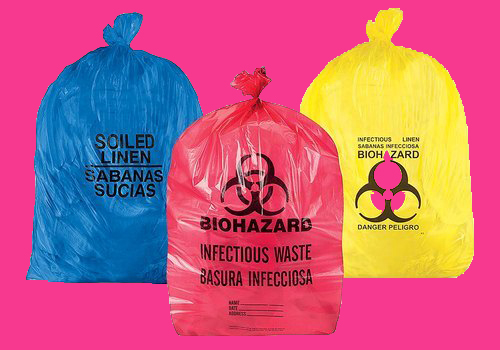 SOILED
LINEN
SABANAS
SUCIAS
BIOHAZARD
INFECTIOUS WASTE
BASURA INFECCIOSA
NAME
DATE
ADDRESS
INFECTIOUS LINEN
SABANAS INFECCIOSA
BIOHAZARD
DANGER PELIGRO